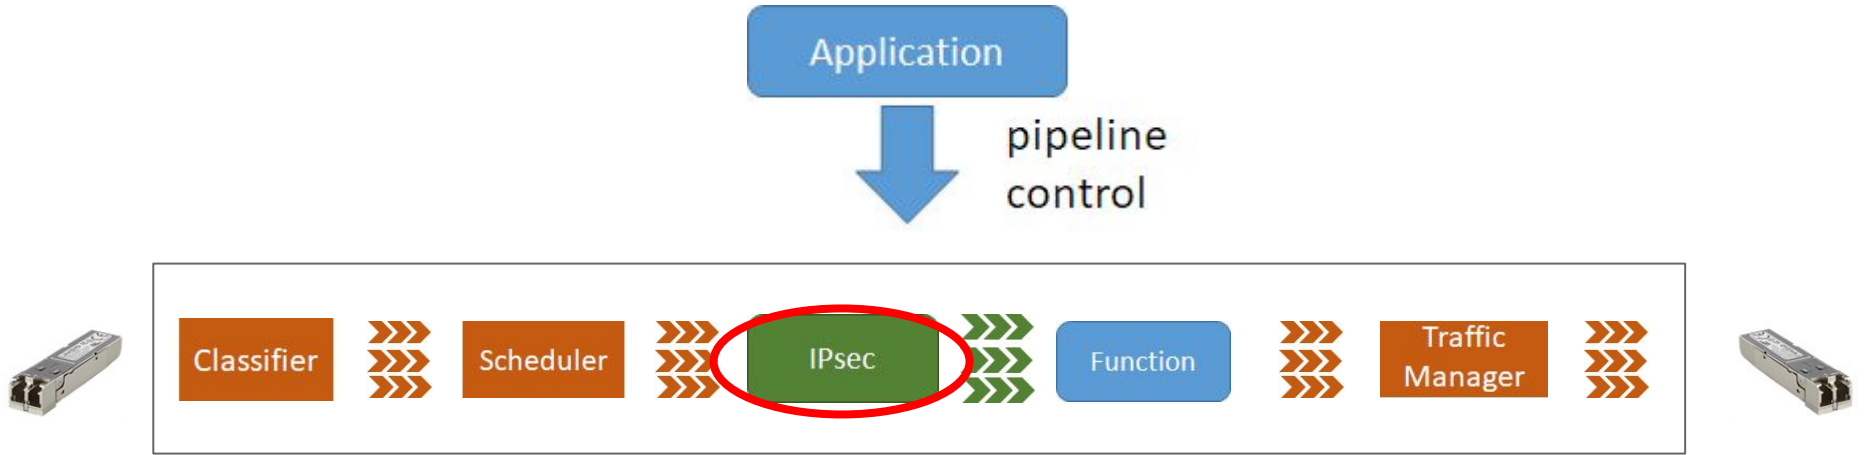 Application
pipeline
control
Classifier
Scheduler
IPsec
Function
Traffic
Manager